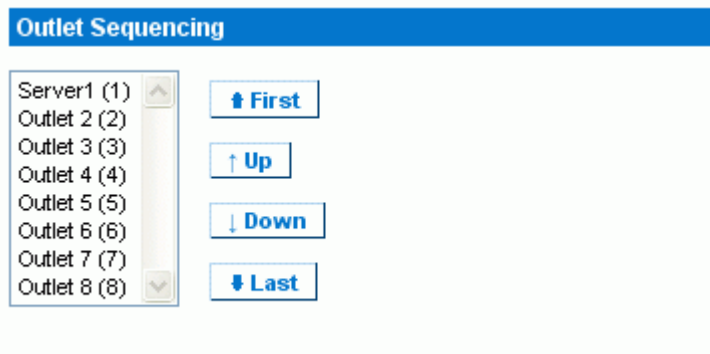 Outlet Sequencing
Server1 (1)
Outlet 2 (2)
Outlet 3 (3)
Outlet 4 (4)
Outlet 5 (5)
Outlet 6 (6)
Outlet 7 (7)
Outlet 8 (8)
First
↑ Up
↓ Down
Last